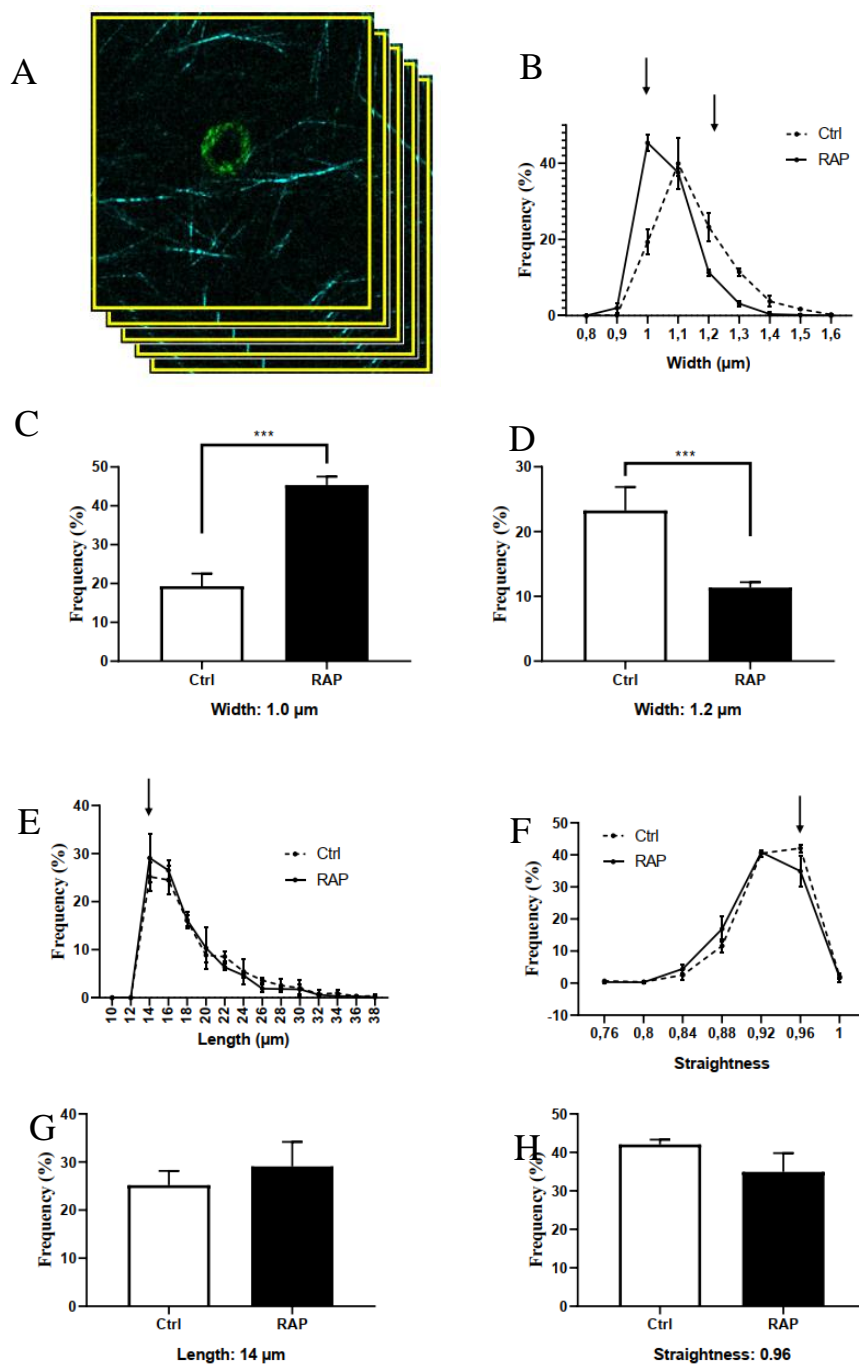 A
B
Ctrl
RAP
Frequency (%)
40
20
0
0,8 0,9 1 1,1 1,2 1,3 1,4 1,5 1,6
Width (µm)
C
***
Frequency (%)
50
40
30
20
10
0
Ctrl RAP
Width: 1.0 µm
D
***
Frequency (%)
30
20
10
0
Ctrl RAP
Width: 1.2 µm
E
Ctrl
RAP
Frequency (%)
40
30
20
10
0
10 12 14 16 18 20 22 24 26 28 30 32 34 36 38
Length (µm)
F
Ctrl
RAP
Frequency (%)
50
40
30
20
10
0
-10
0,76 0,8 0,84 0,88 0,92 0,96 1
Straightness
G
Frequency (%)
40
30
20
10
0
Ctrl RAP
Length: 14 µm
H
Frequency (%)
50
40
30
20
10
0
Ctrl RAP
Straightness: 0.96